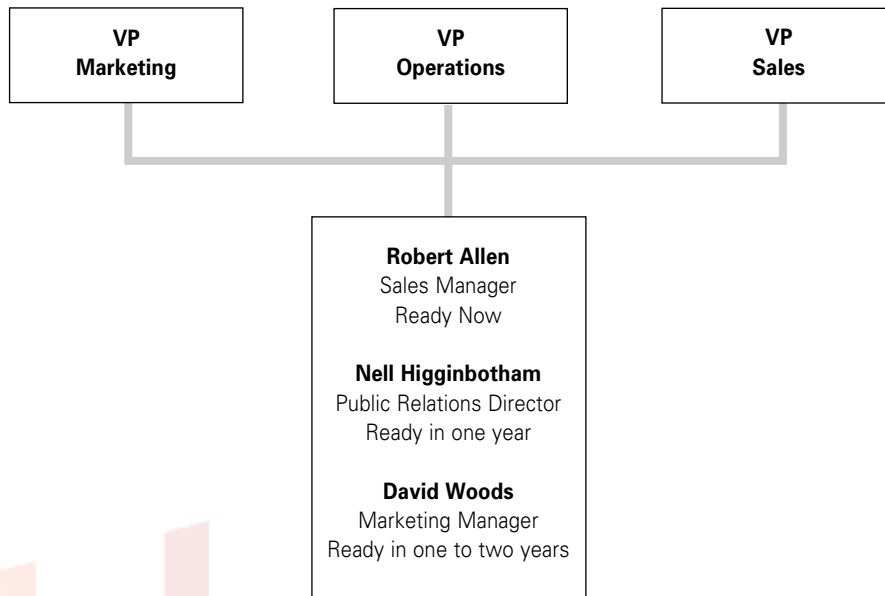 VP
Marketing
VP
Operations
VP
Sales
Robert Allen
Sales Manager
Ready Now
Nell Higginbotham
Public Relations Director
Ready in one year
David Woods
Marketing Manager
Ready in one to two years